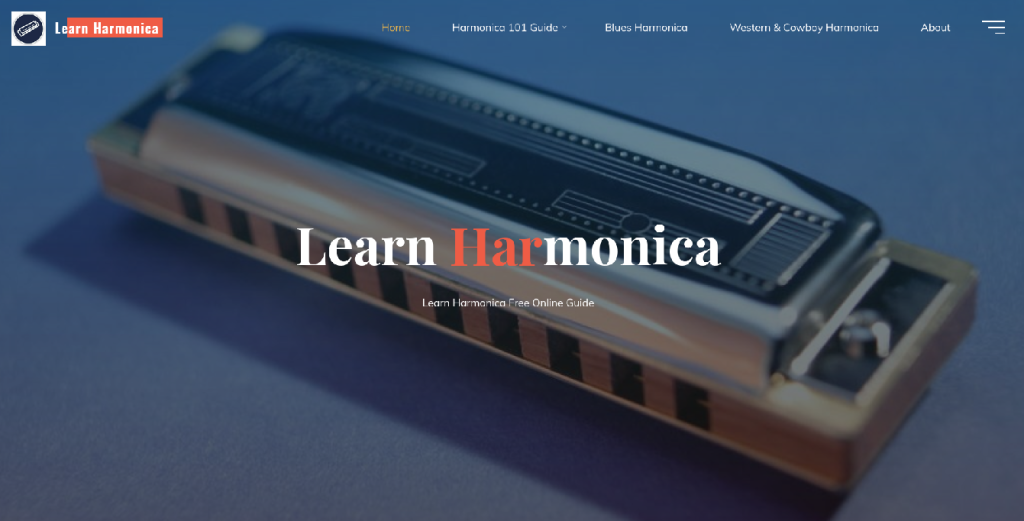 Learn Harmonica
Home
Harmonica 101 Guide
Blues Harmonica
Western & Cowboy Harmonica
About
Learn Harmonica
Learn Harmonica Free Online Guide